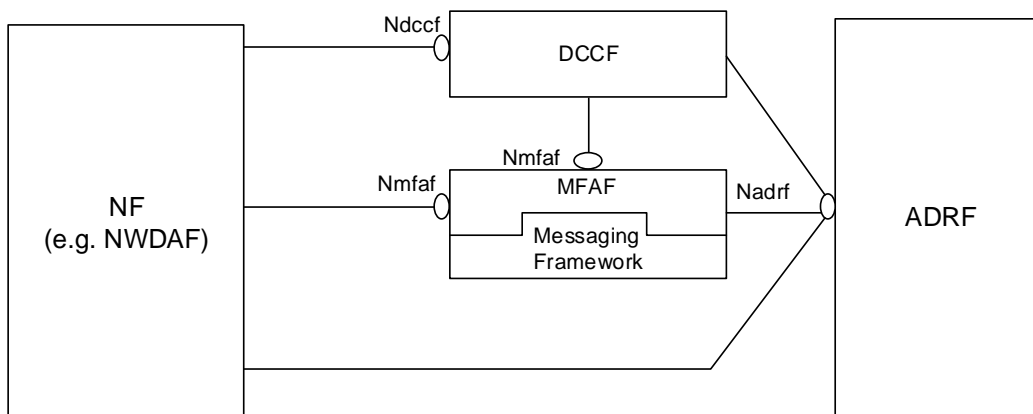 Ndccf
DCCF
Nmfaf
Nmfaf
MFAF
Nadrf
NF
(e.g. NWDAF)
Messaging
Framework
ADRF